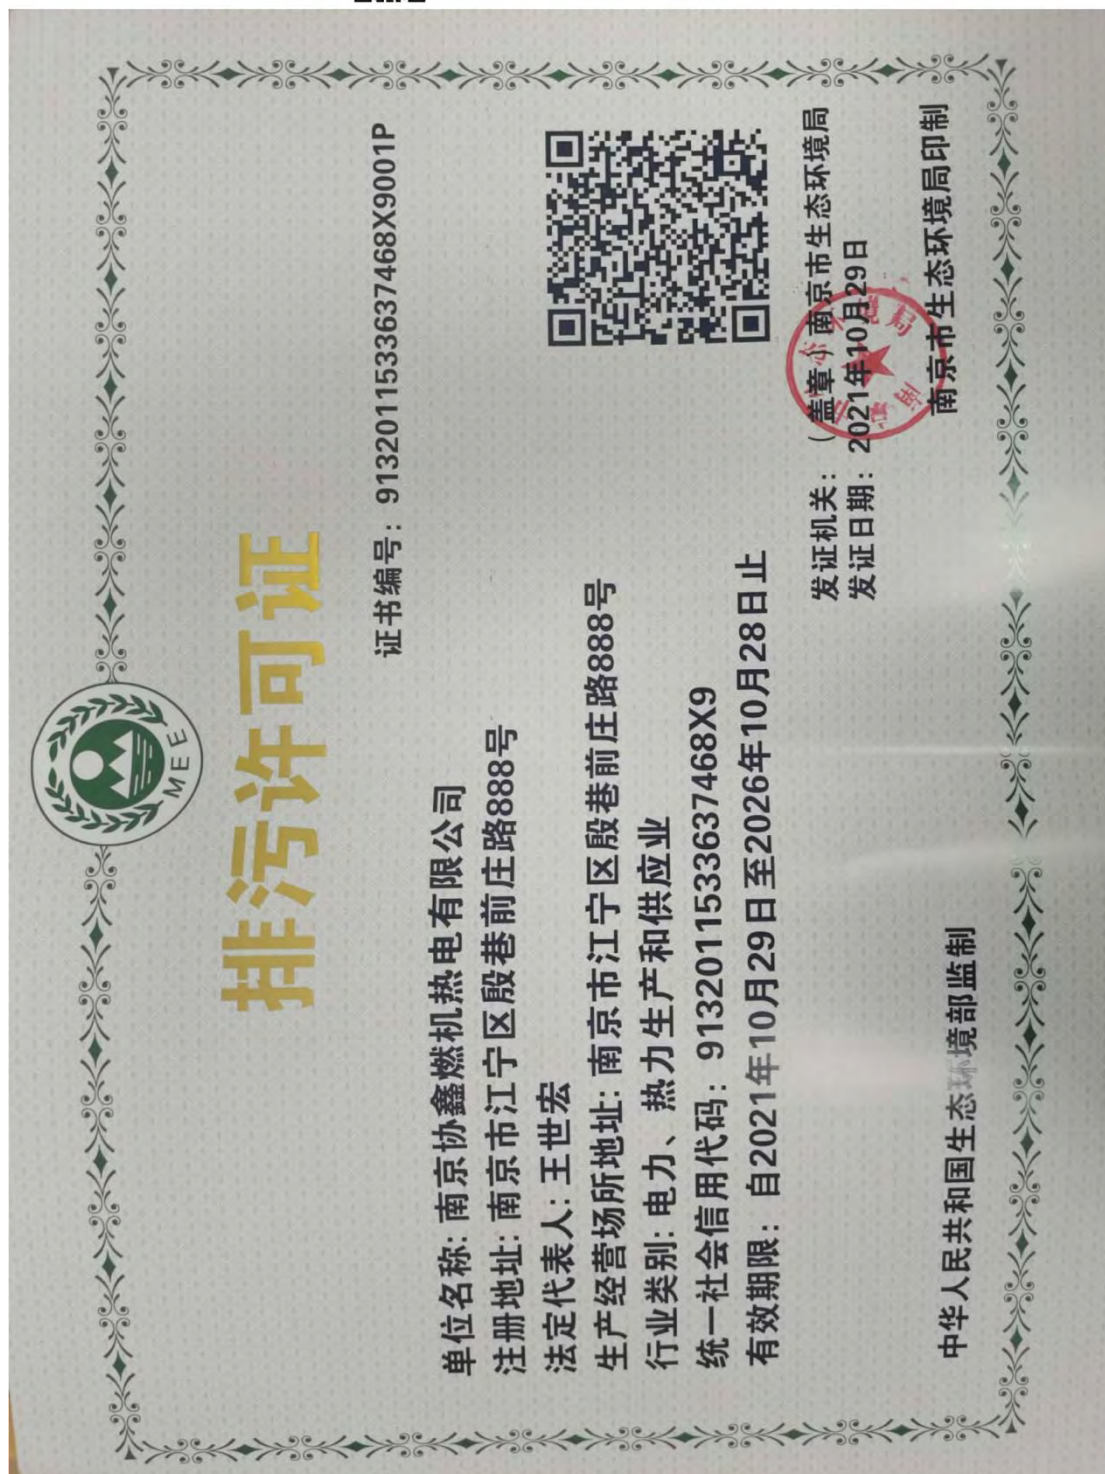 MEE
排污许可证
证书编号：91320115336374​68X9001P
单位名称：南京协鑫燃机热电有限公司
注册地址：南京市江宁区殷巷前庄路888号
法定代表人：王世宏
生产经营场所地址：南京市江宁区殷巷前庄路888号
行业类别：电力、热力生产和供应业
统一社会信用代码：9132011533637468X9
有效期限：自2021年10月29日至2026年10月28日止
发证机关：（盖章）南京市生态环境局
发证日期：2021年10月29日
中华人民共和国生态环境部监制
南京市生态环境局印制